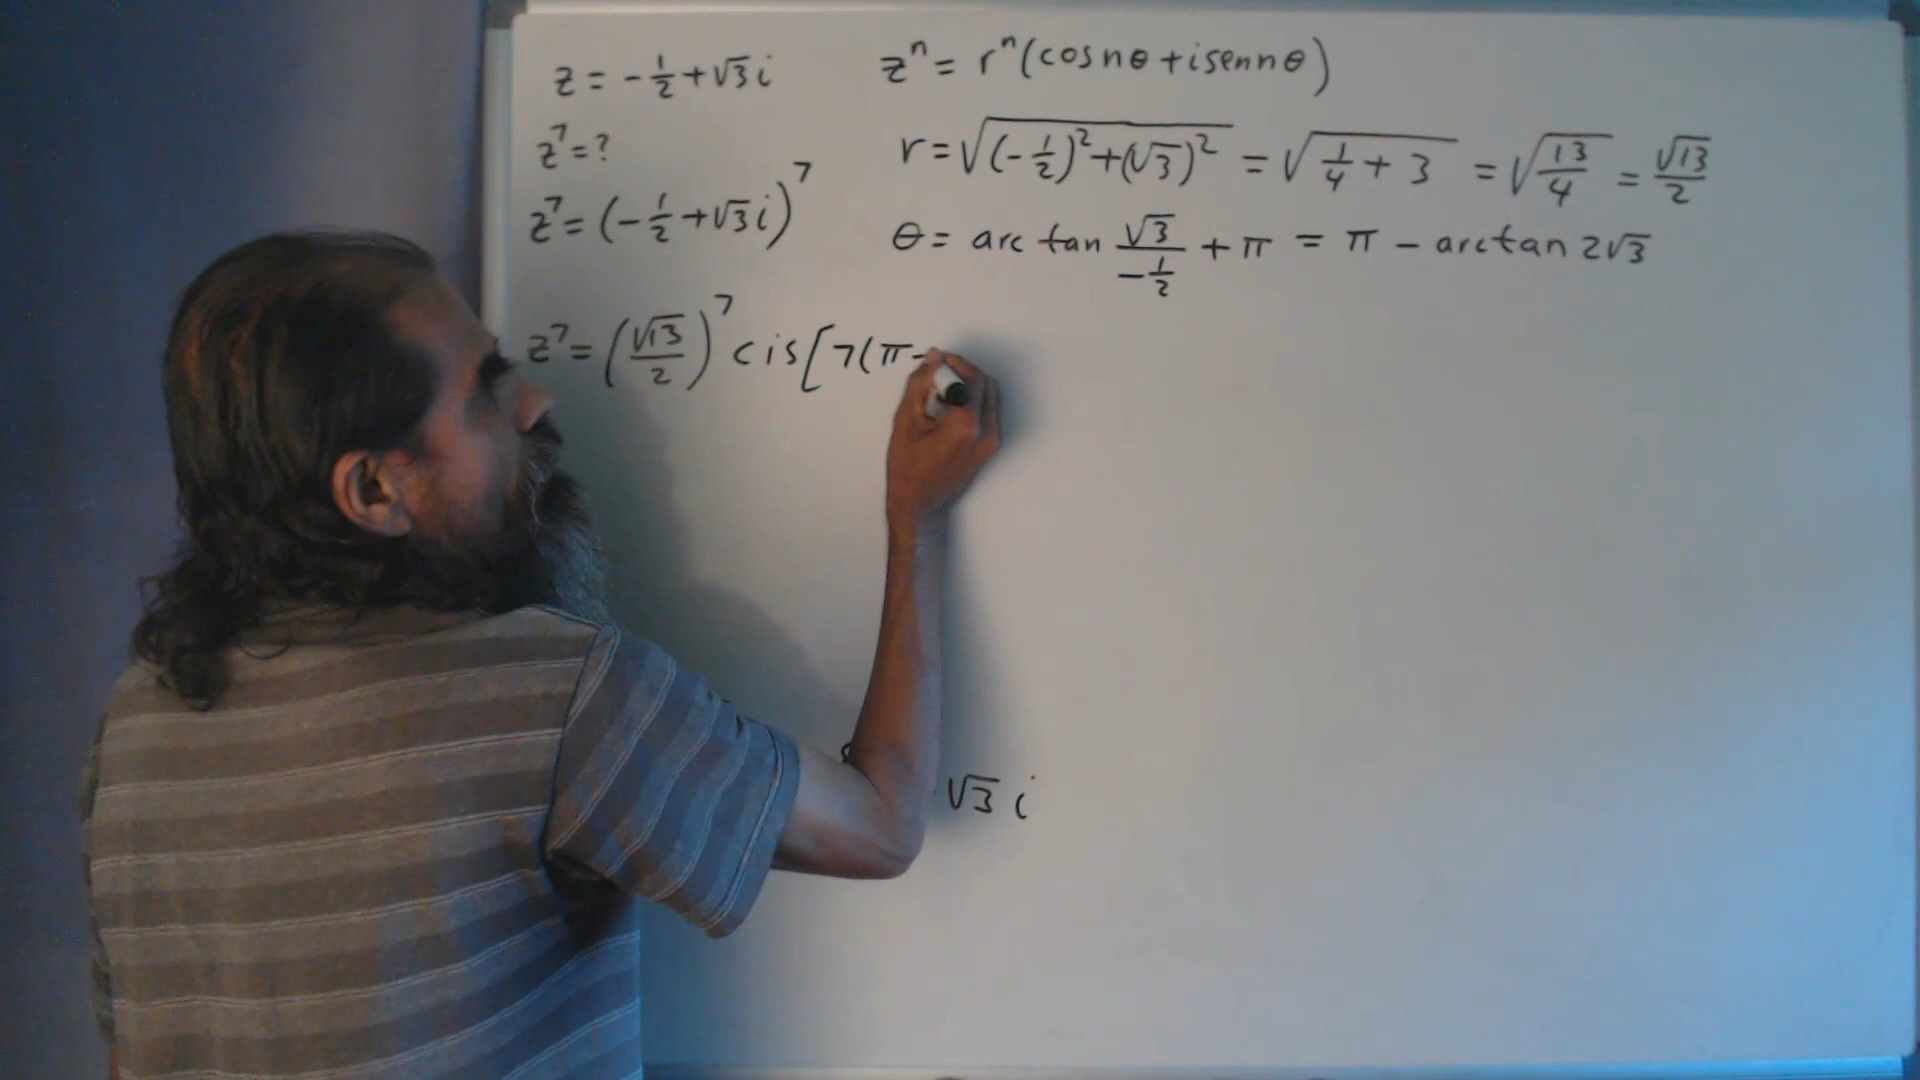 z = -1/2 + √3 i
z⁷ = ?
z⁷ = (-1/2 + √3 i)⁷
zⁿ = rⁿ (cos nθ + i sen nθ)
r = √((-1/2)² + (√3)²) = √(1/4 + 3) = √(13/4) = √13/2
θ = arc tan √3/(-1/2) + π = π - arctan 2√3
z⁷ = (√13/2)⁷ cis[7(π-
√3 i